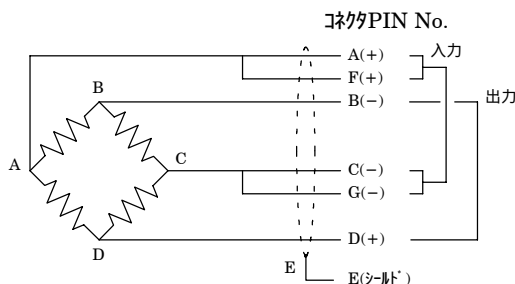 ｺﾈｸﾀPIN No.
A(+)
入力
F(+)
B
B(-)
出力
A
C
C(-)
G(-)
D
D(+)
E
E(ｼｰﾙﾄﾞ)